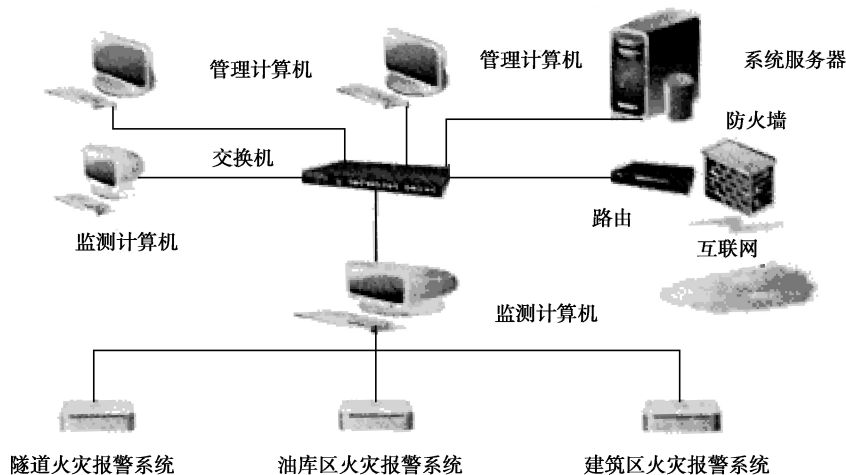 管理计算机
管理计算机
系统服务器
防火墙
交换机
路由
监测计算机
互联网
监测计算机
隧道火灾报警系统
油库区火灾报警系统
建筑区火灾报警系统